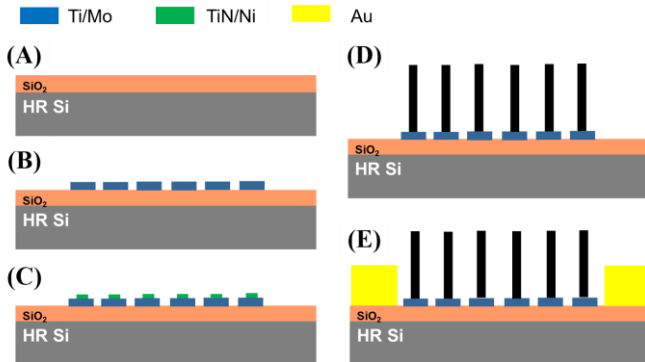 Ti/Mo TiN/Ni Au
(A)
SiO₂
HR Si
(B)
SiO₂
HR Si
(C)
SiO₂
HR Si
(D)
SiO₂
HR Si
(E)
SiO₂
HR Si